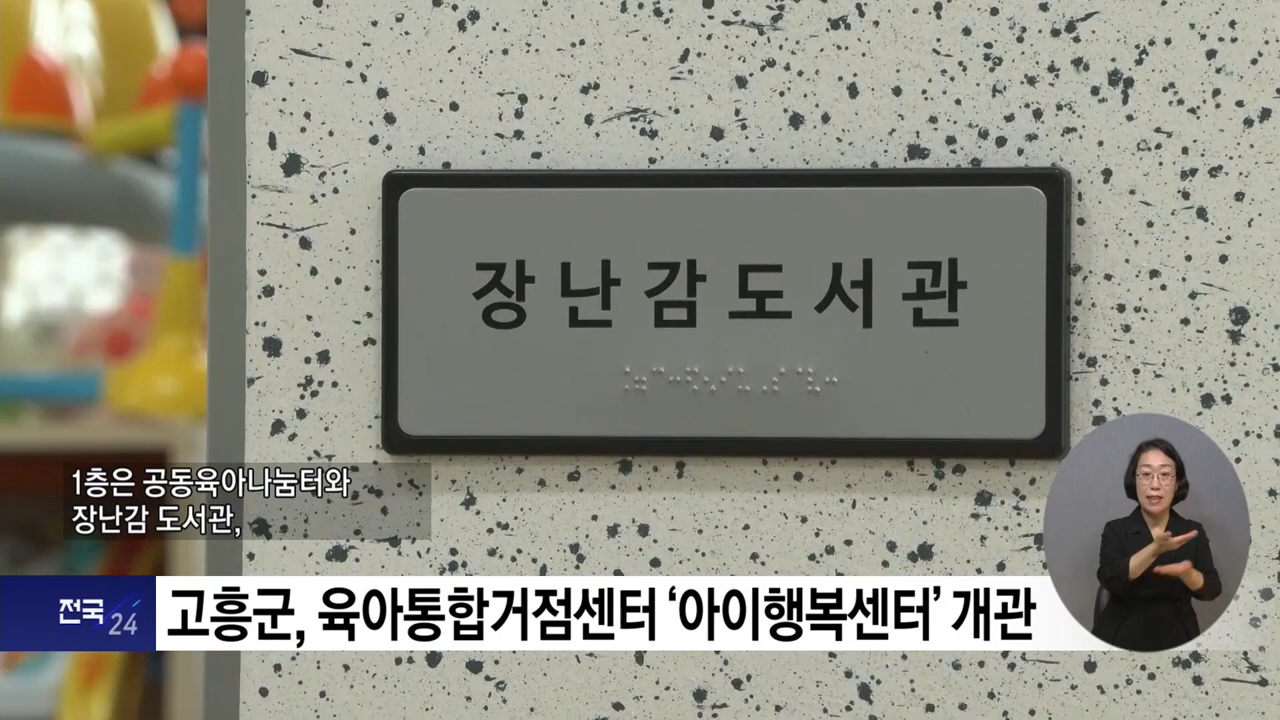 장난감도서관
1층은 공동육아나눔터와
장난감 도서관,
전국24
고흥군, 육아통합거점센터 ‘아이행복센터’ 개관